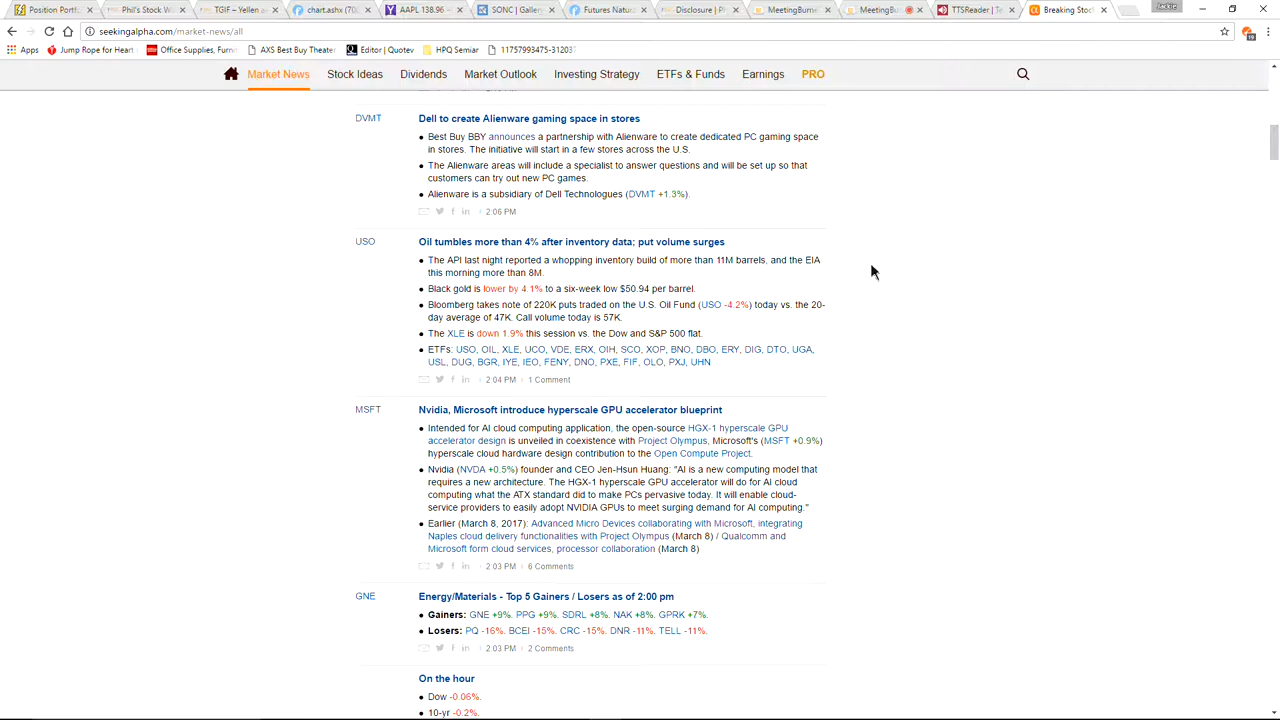 Position Portf
Phil's Stock W
TGIF – Yellen a
chart.ashx (70
AAPL 138.96 -
SONC | Gallery
Futures Natura
Disclosure | Ph
MeetingBurne
MeetingBu
TTSReader | Te
Breaking Stoc
Jackie
seekingalpha.com/market-news/all
Apps
Jump Rope for Heart
Office Supplies, Furni
AXS Best Buy Theater
Editor | Quotev
HPQ Semiar
11757993475-31203
Market News
Stock Ideas
Dividends
Market Outlook
Investing Strategy
ETFs & Funds
Earnings
PRO
DVMT
Dell to create Alienware gaming space in stores
• Best Buy BBY announces a partnership with Alienware to create dedicated PC gaming space
in stores. The initiative will start in a few stores across the U.S.
• The Alienware areas will include a specialist to answer questions and will be set up so that
customers can try out new PC games.
• Alienware is a subsidiary of Dell Technologues (DVMT +1.3%).
2:06 PM
USO
Oil tumbles more than 4% after inventory data; put volume surges
• The API last night reported a whopping inventory build of more than 11M barrels, and the EIA
this morning more than 8M.
• Black gold is lower by 4.1% to a six-week low $50.94 per barrel.
• Bloomberg takes note of 220K puts traded on the U.S. Oil Fund (USO -4.2%) today vs. the 20-
day average of 47K. Call volume today is 57K.
• The XLE is down 1.9% this session vs. the Dow and S&P 500 flat.
• ETFs: USO, OIL, XLE, UCO, VDE, ERX, OIH, SCO, XOP, BNO, DBO, ERY, DIG, DTO, UGA,
USL, DUG, BGR, IYE, IEO, FENY, DNO, PXE, FIF, OLO, PXJ, UHN
2:04 PM
1 Comment
MSFT
Nvidia, Microsoft introduce hyperscale GPU accelerator blueprint
• Intended for AI cloud computing application, the open-source HGX-1 hyperscale GPU
accelerator design is unveiled in coexistence with Project Olympus, Microsoft's (MSFT +0.9%)
hyperscale cloud hardware design contribution to the Open Compute Project.
• Nvidia (NVDA +0.5%) founder and CEO Jen-Hsun Huang: "AI is a new computing model that
requires a new architecture. The HGX-1 hyperscale GPU accelerator will do for AI cloud
computing what the ATX standard did to make PCs pervasive today. It will enable cloud-
service providers to easily adopt NVIDIA GPUs to meet surging demand for AI computing."
• Earlier (March 8, 2017): Advanced Micro Devices collaborating with Microsoft, integrating
Naples cloud delivery functionalities with Project Olympus (March 8) / Qualcomm and
Microsoft form cloud services, processor collaboration (March 8)
2:03 PM
6 Comments
GNE
Energy/Materials - Top 5 Gainers / Losers as of 2:00 pm
• Gainers: GNE +9%. PPG +9%. SDRL +8%. NAK +8%. GPRK +7%.
• Losers: PQ -16%. BCEI -15%. CRC -15%. DNR -11%. TELL -11%.
2:03 PM
2 Comments
On the hour
• Dow -0.06%.
• 10-yr -0.2%.